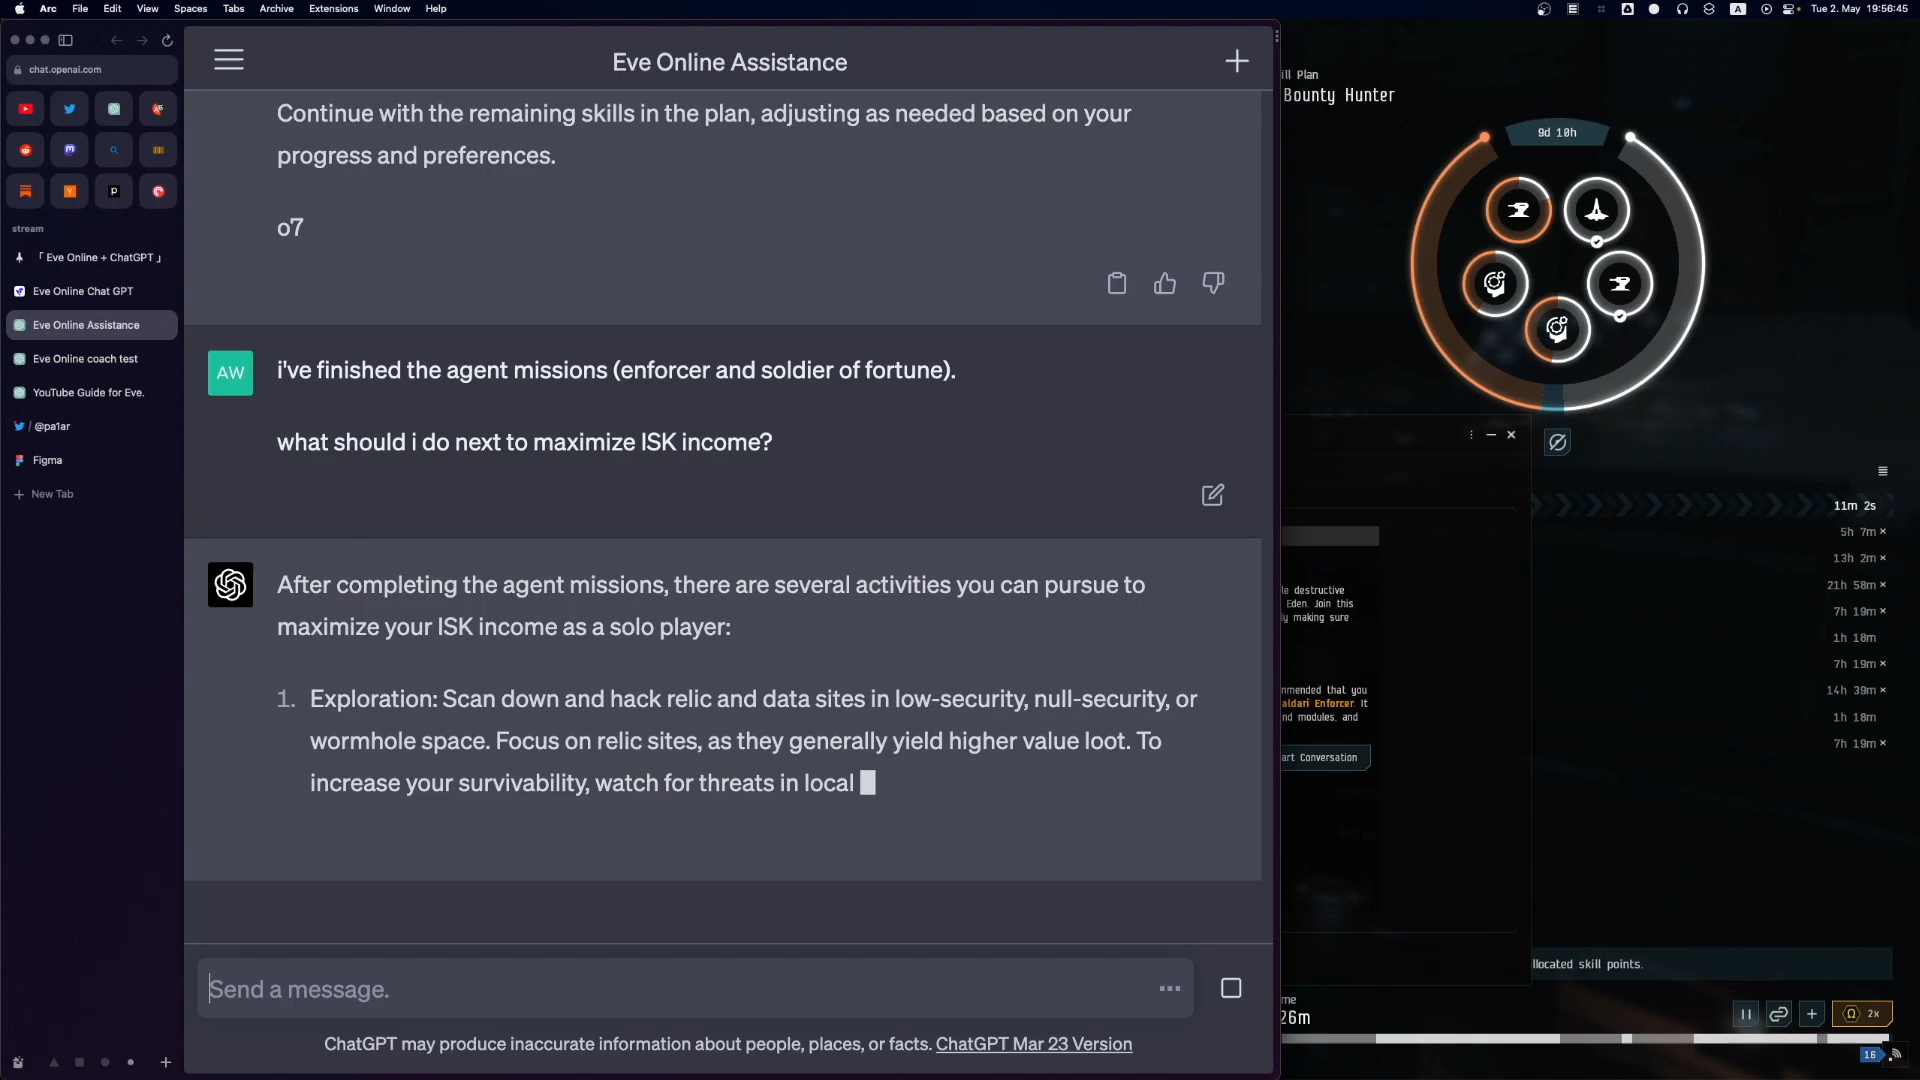 Arc File Edit View Spaces Tabs Archive Extensions Window Help
A
Tue 2. May 19:56:45
chat.openai.com
stream
「 Eve Online + ChatGPT 」
Eve Online Chat GPT
Eve Online Assistance
Eve Online coach test
YouTube Guide for Eve.
/ @pa1ar
Figma
New Tab
Eve Online Assistance
Continue with the remaining skills in the plan, adjusting as needed based on your
progress and preferences.
o7
AW
i've finished the agent missions (enforcer and soldier of fortune).
what should i do next to maximize ISK income?
After completing the agent missions, there are several activities you can pursue to
maximize your ISK income as a solo player:
1. Exploration: Scan down and hack relic and data sites in low-security, null-security, or
wormhole space. Focus on relic sites, as they generally yield higher value loot. To
increase your survivability, watch for threats in local
Send a message.
ChatGPT may produce inaccurate information about people, places, or facts. ChatGPT Mar 23 Version
ill Plan
Bounty Hunter
9d 10h
11m 2s
5h 7m
13h 2m
21h 58m
7h 19m
1h 18m
7h 19m
14h 39m
1h 18m
7h 19m
le destructive
Eden. Join this
ly making sure
mmended that you
aldari Enforcer. It
nd modules, and
art Conversation
llocated skill points.
me
26m
2x
16